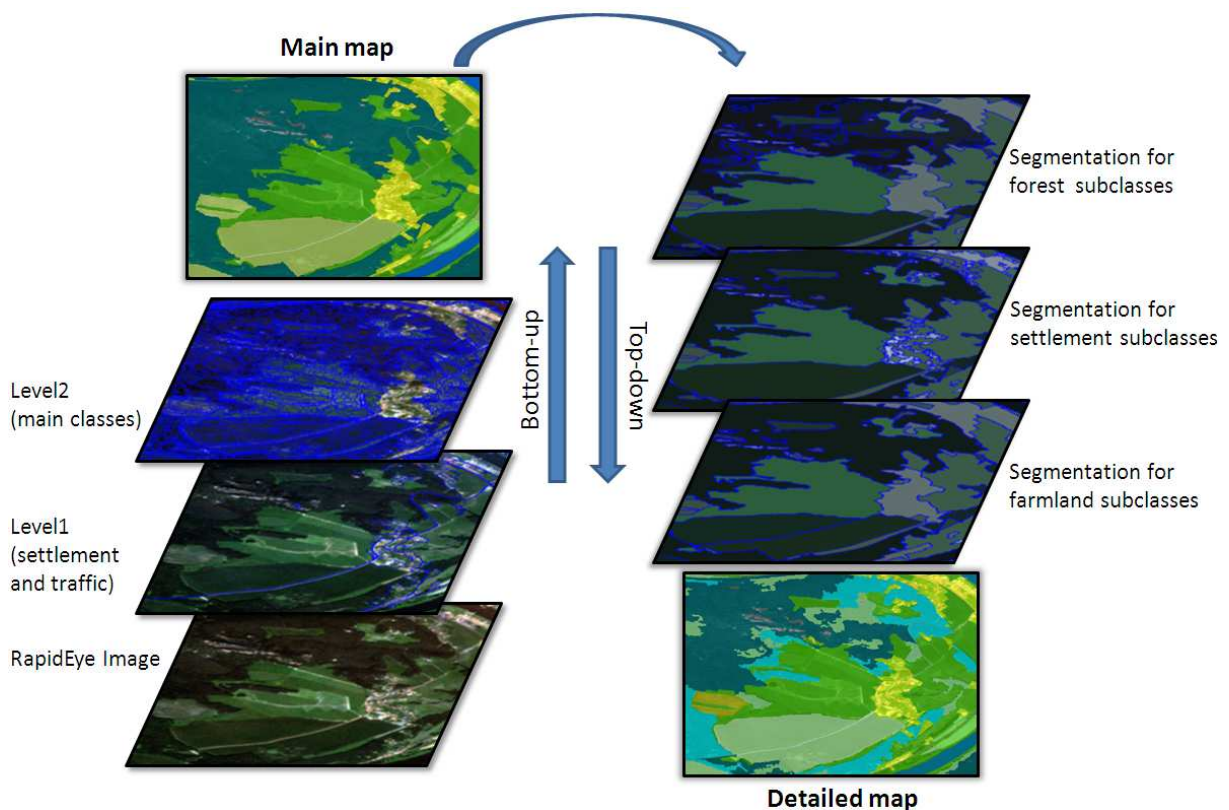 Main map
Level2
(main classes)
Level1
(settlement
and traffic)
RapidEye Image
Bottom-up
Top-down
Segmentation for
forest subclasses
Segmentation for
settlement subclasses
Segmentation for
farmland subclasses
Detailed map